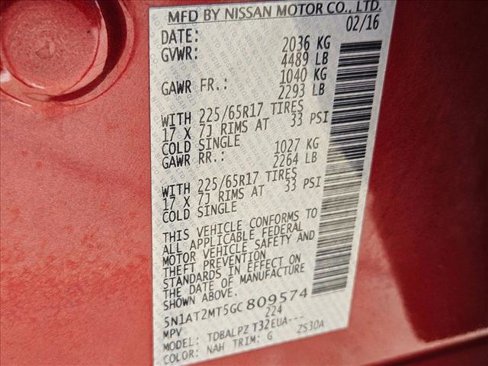 MFD BY NISSAN MOTOR CO., LTD.
DATE: 02/16
GVWR: 2036 KG
4489 LB
GAWR FR.: 1040 KG
2293 LB
WITH 225/65R17 TIRES
17 X 7J RIMS AT 33 PSI
COLD SINGLE
GAWR RR.: 1027 KG
2264 LB
WITH 225/65R17 TIRES
17 X 7J RIMS AT 33 PSI
COLD SINGLE
THIS VEHICLE CONFORMS TO
ALL APPLICABLE FEDERAL
MOTOR VEHICLE SAFETY AND
THEFT PREVENTION
STANDARDS IN EFFECT ON
THE DATE OF MANUFACTURE
SHOWN ABOVE.
5N1AT2MT5GC809574
MPV 224
MODEL: TDBALPZ T32EUA---
COLOR: NAH TRIM: G ZS30A